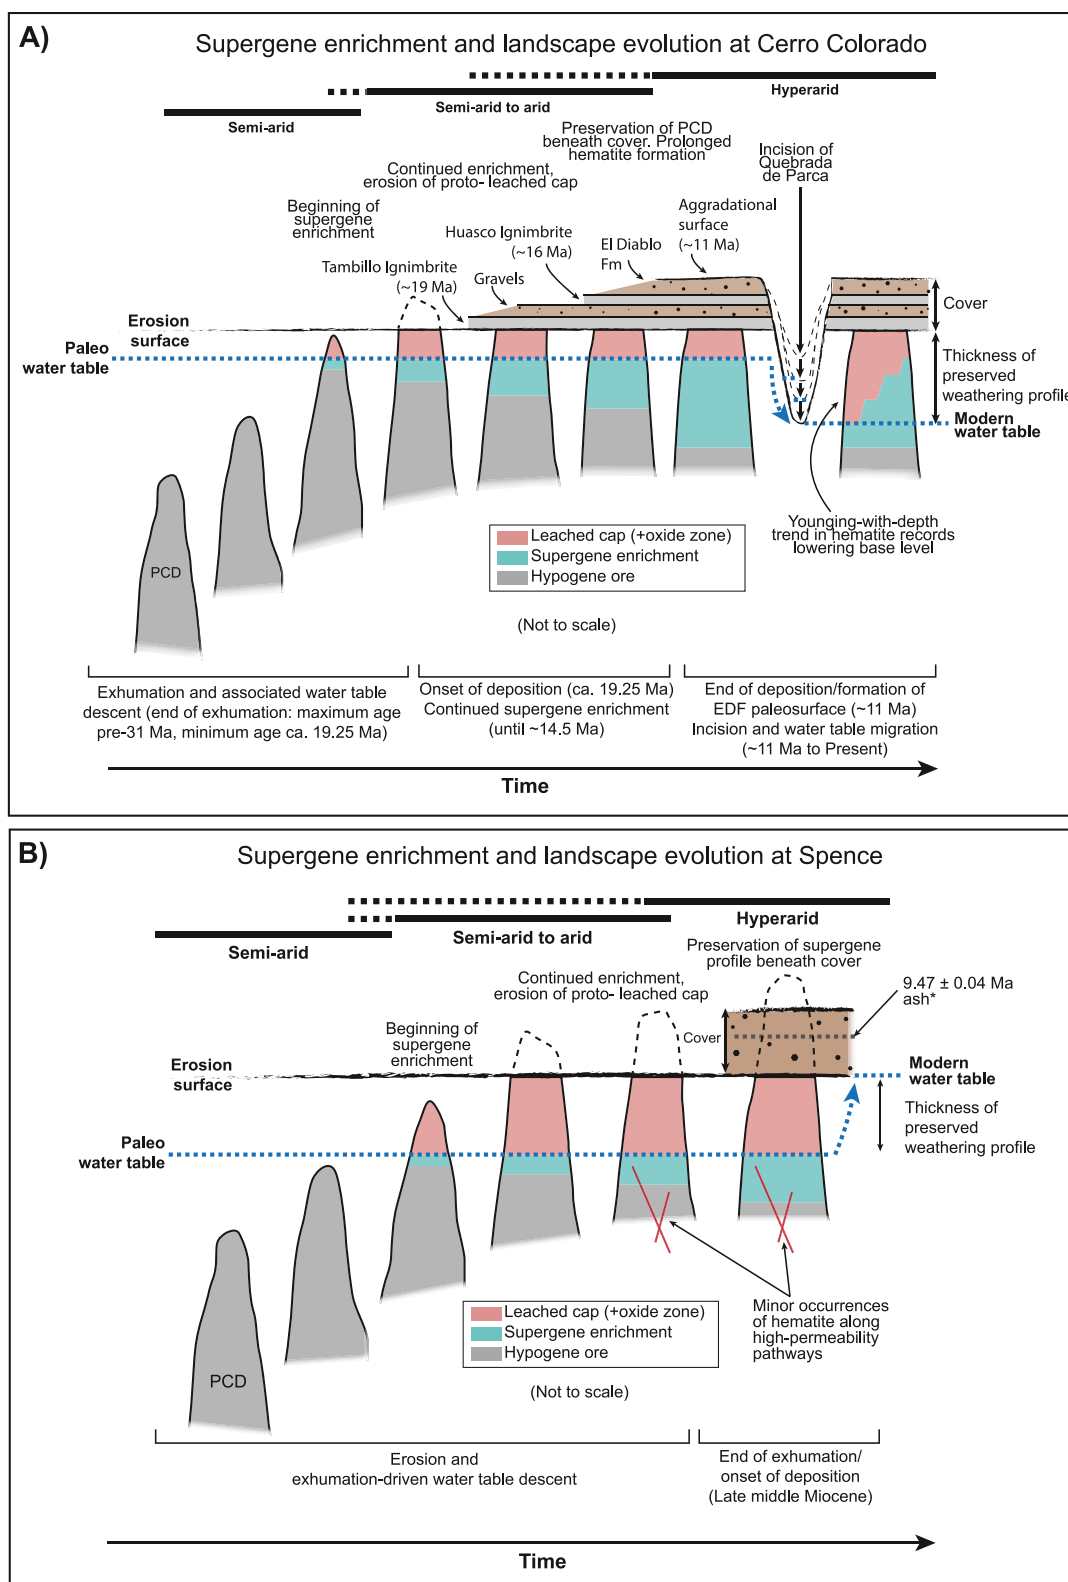 A)
Supergene enrichment and landscape evolution at Cerro Colorado
Hyperarid
Semi-arid to arid
Semi-arid
Preservation of PCD
beneath cover. Prolonged
hematite formation
Incision of
Quebrada
de Parca
Continued enrichment,
erosion of proto- leached cap
Beginning of
supergene
enrichment
Aggradational
surface
(~11 Ma)
Huasco Ignimbrite
(~16 Ma)
El Diablo
Fm
Tambillo Ignimbrite
(~19 Ma)
Gravels
Cover
Erosion
surface
Paleo
water table
Thickness of
preserved
weathering profile
Modern
water table
Younging-with-depth
trend in hematite records
lowering base level
PCD
Leached cap (+oxide zone)
Supergene enrichment
Hypogene ore
(Not to scale)
Exhumation and associated water table
descent (end of exhumation: maximum age
pre-31 Ma, minimum age ca. 19.25 Ma)
Onset of deposition (ca. 19.25 Ma)
Continued supergene enrichment
(until ~14.5 Ma)
End of deposition/formation of
EDF paleosurface (~11 Ma)
Incision and water table migration
(~11 Ma to Present)
Time
B)
Supergene enrichment and landscape evolution at Spence
Hyperarid
Semi-arid to arid
Semi-arid
Preservation of supergene
profile beneath cover
Continued enrichment,
erosion of proto- leached cap
9.47 ± 0.04 Ma
ash*
Beginning of
supergene
enrichment
Cover
Erosion
surface
Modern
water table
Thickness of
preserved
weathering profile
Paleo
water table
Minor occurrences
of hematite along
high-permeability
pathways
PCD
Leached cap (+oxide zone)
Supergene enrichment
Hypogene ore
(Not to scale)
Erosion and
exhumation-driven water table descent
End of exhumation/
onset of deposition
(Late middle Miocene)
Time